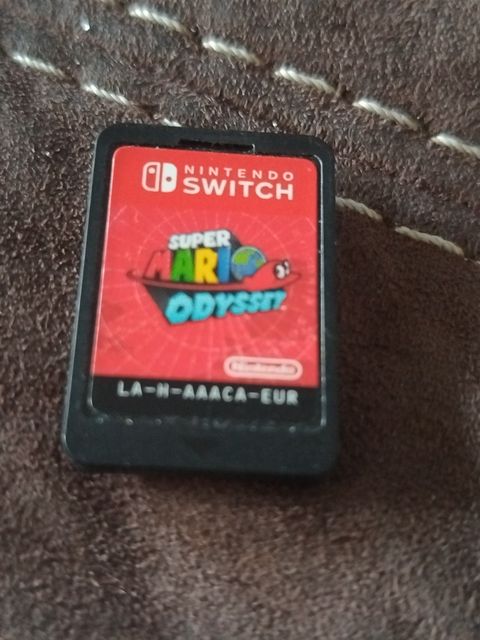 NINTENDO
SWITCH
SUPER
MARIO
ODYSSEY
Nintendo
LA-H-AAACA-EUR